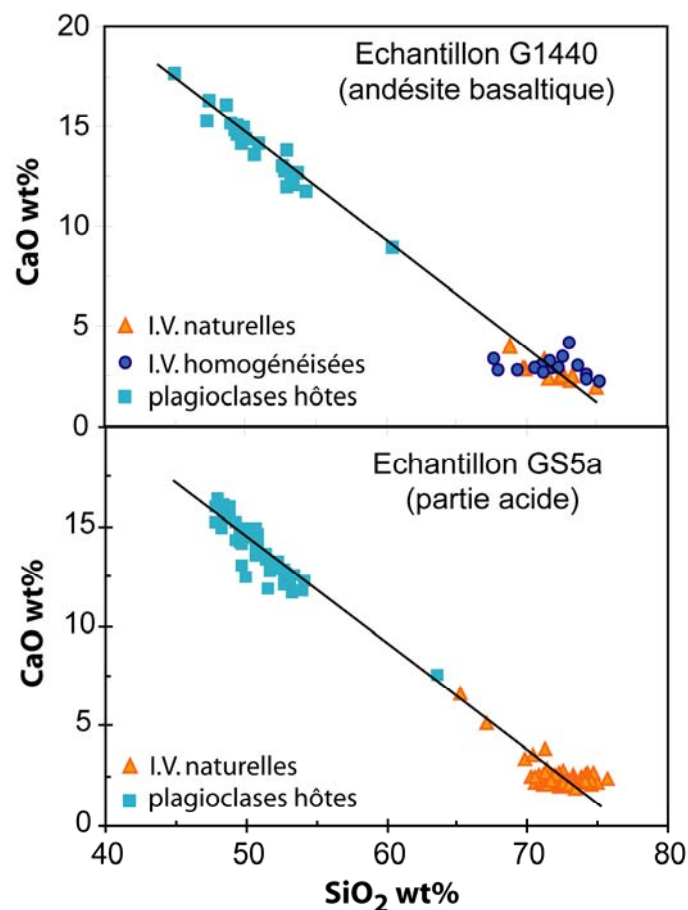 20
15
10
5
0
CaO wt%
Echantillon G1440
(andésite basaltique)
I.V. naturelles
I.V. homogénéisées
plagioclases hôtes
15
10
5
0
CaO wt%
Echantillon GS5a
(partie acide)
I.V. naturelles
plagioclases hôtes
40 50 60 70 80
SiO₂ wt%